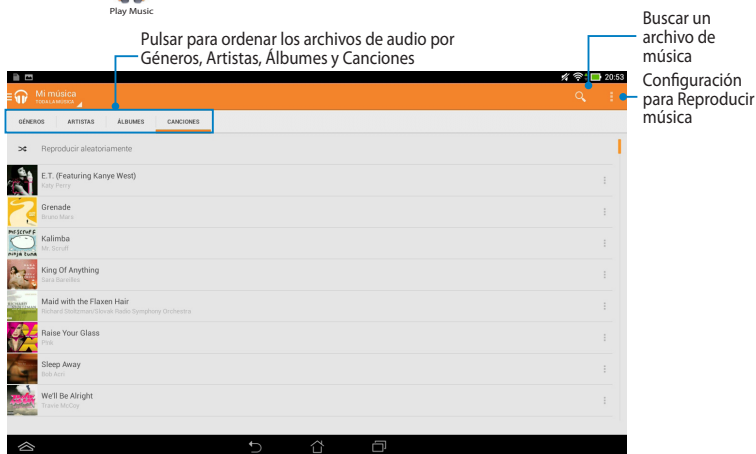 Play Music
Pulsar para ordenar los archivos de audio por
Géneros, Artistas, Álbumes y Canciones
Buscar un
archivo de
música
Configuración
para Reproducir
música
20:53
Mi música
TODA LA MÚSICA
GÉNEROS ARTISTAS ÁLBUMES CANCIONES
Reproducir aleatoriamente
E.T. (Featuring Kanye West)
Katy Perry
Grenade
Bruno Mars
MR SCRUFF
Kalimba
Mr. Scruff
ninja tuna
King Of Anything
Sara Bareilles
Maid with the Flaxen Hair
Richard Stoltzman/Slovak Radio Symphony Orchestra
Raise Your Glass
Pink
Sleep Away
Bob Acri
We'll Be Alright
Travie McCoy